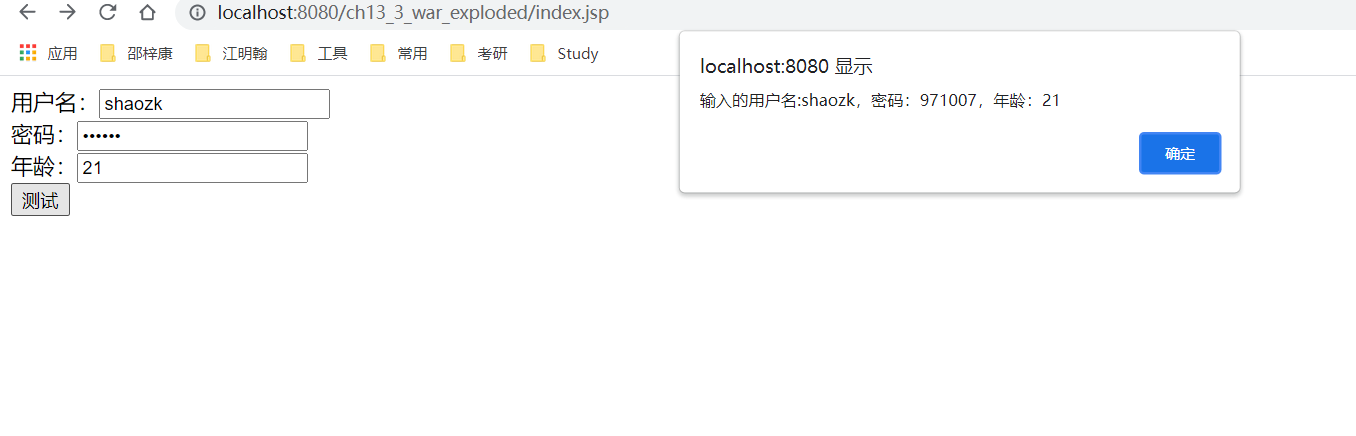 localhost:8080/ch13_3_war_exploded/index.jsp
应用 邵梓康 江明翰 工具 常用 考研 Study
localhost:8080 显示
输入的用户名:shaozk，密码：971007，年龄：21
确定
用户名：shaozk
密码：••••••
年龄：21
测试